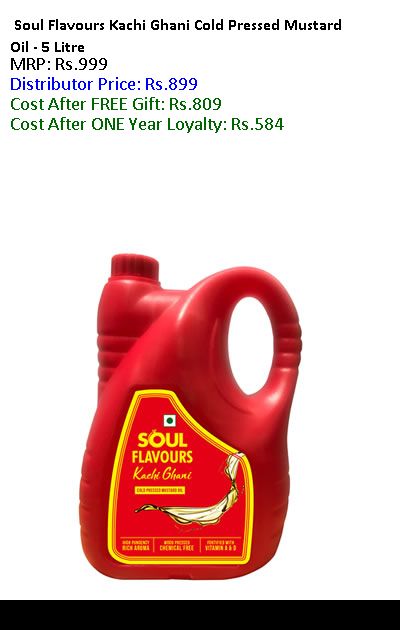 Soul Flavours Kachi Ghani Cold Pressed Mustard
Oil - 5 Litre
MRP: Rs.999
Distributor Price: Rs.899
Cost After FREE Gift: Rs.809
Cost After ONE Year Loyalty: Rs.584
SOUL
FLAVOURS
Kachi Ghani
COLD PRESSED MUSTARD OIL
HIGH PUNGENCY
RICH AROMA
WOOD PRESSED
CHEMICAL FREE
FORTIFIED WITH
VITAMIN A & D